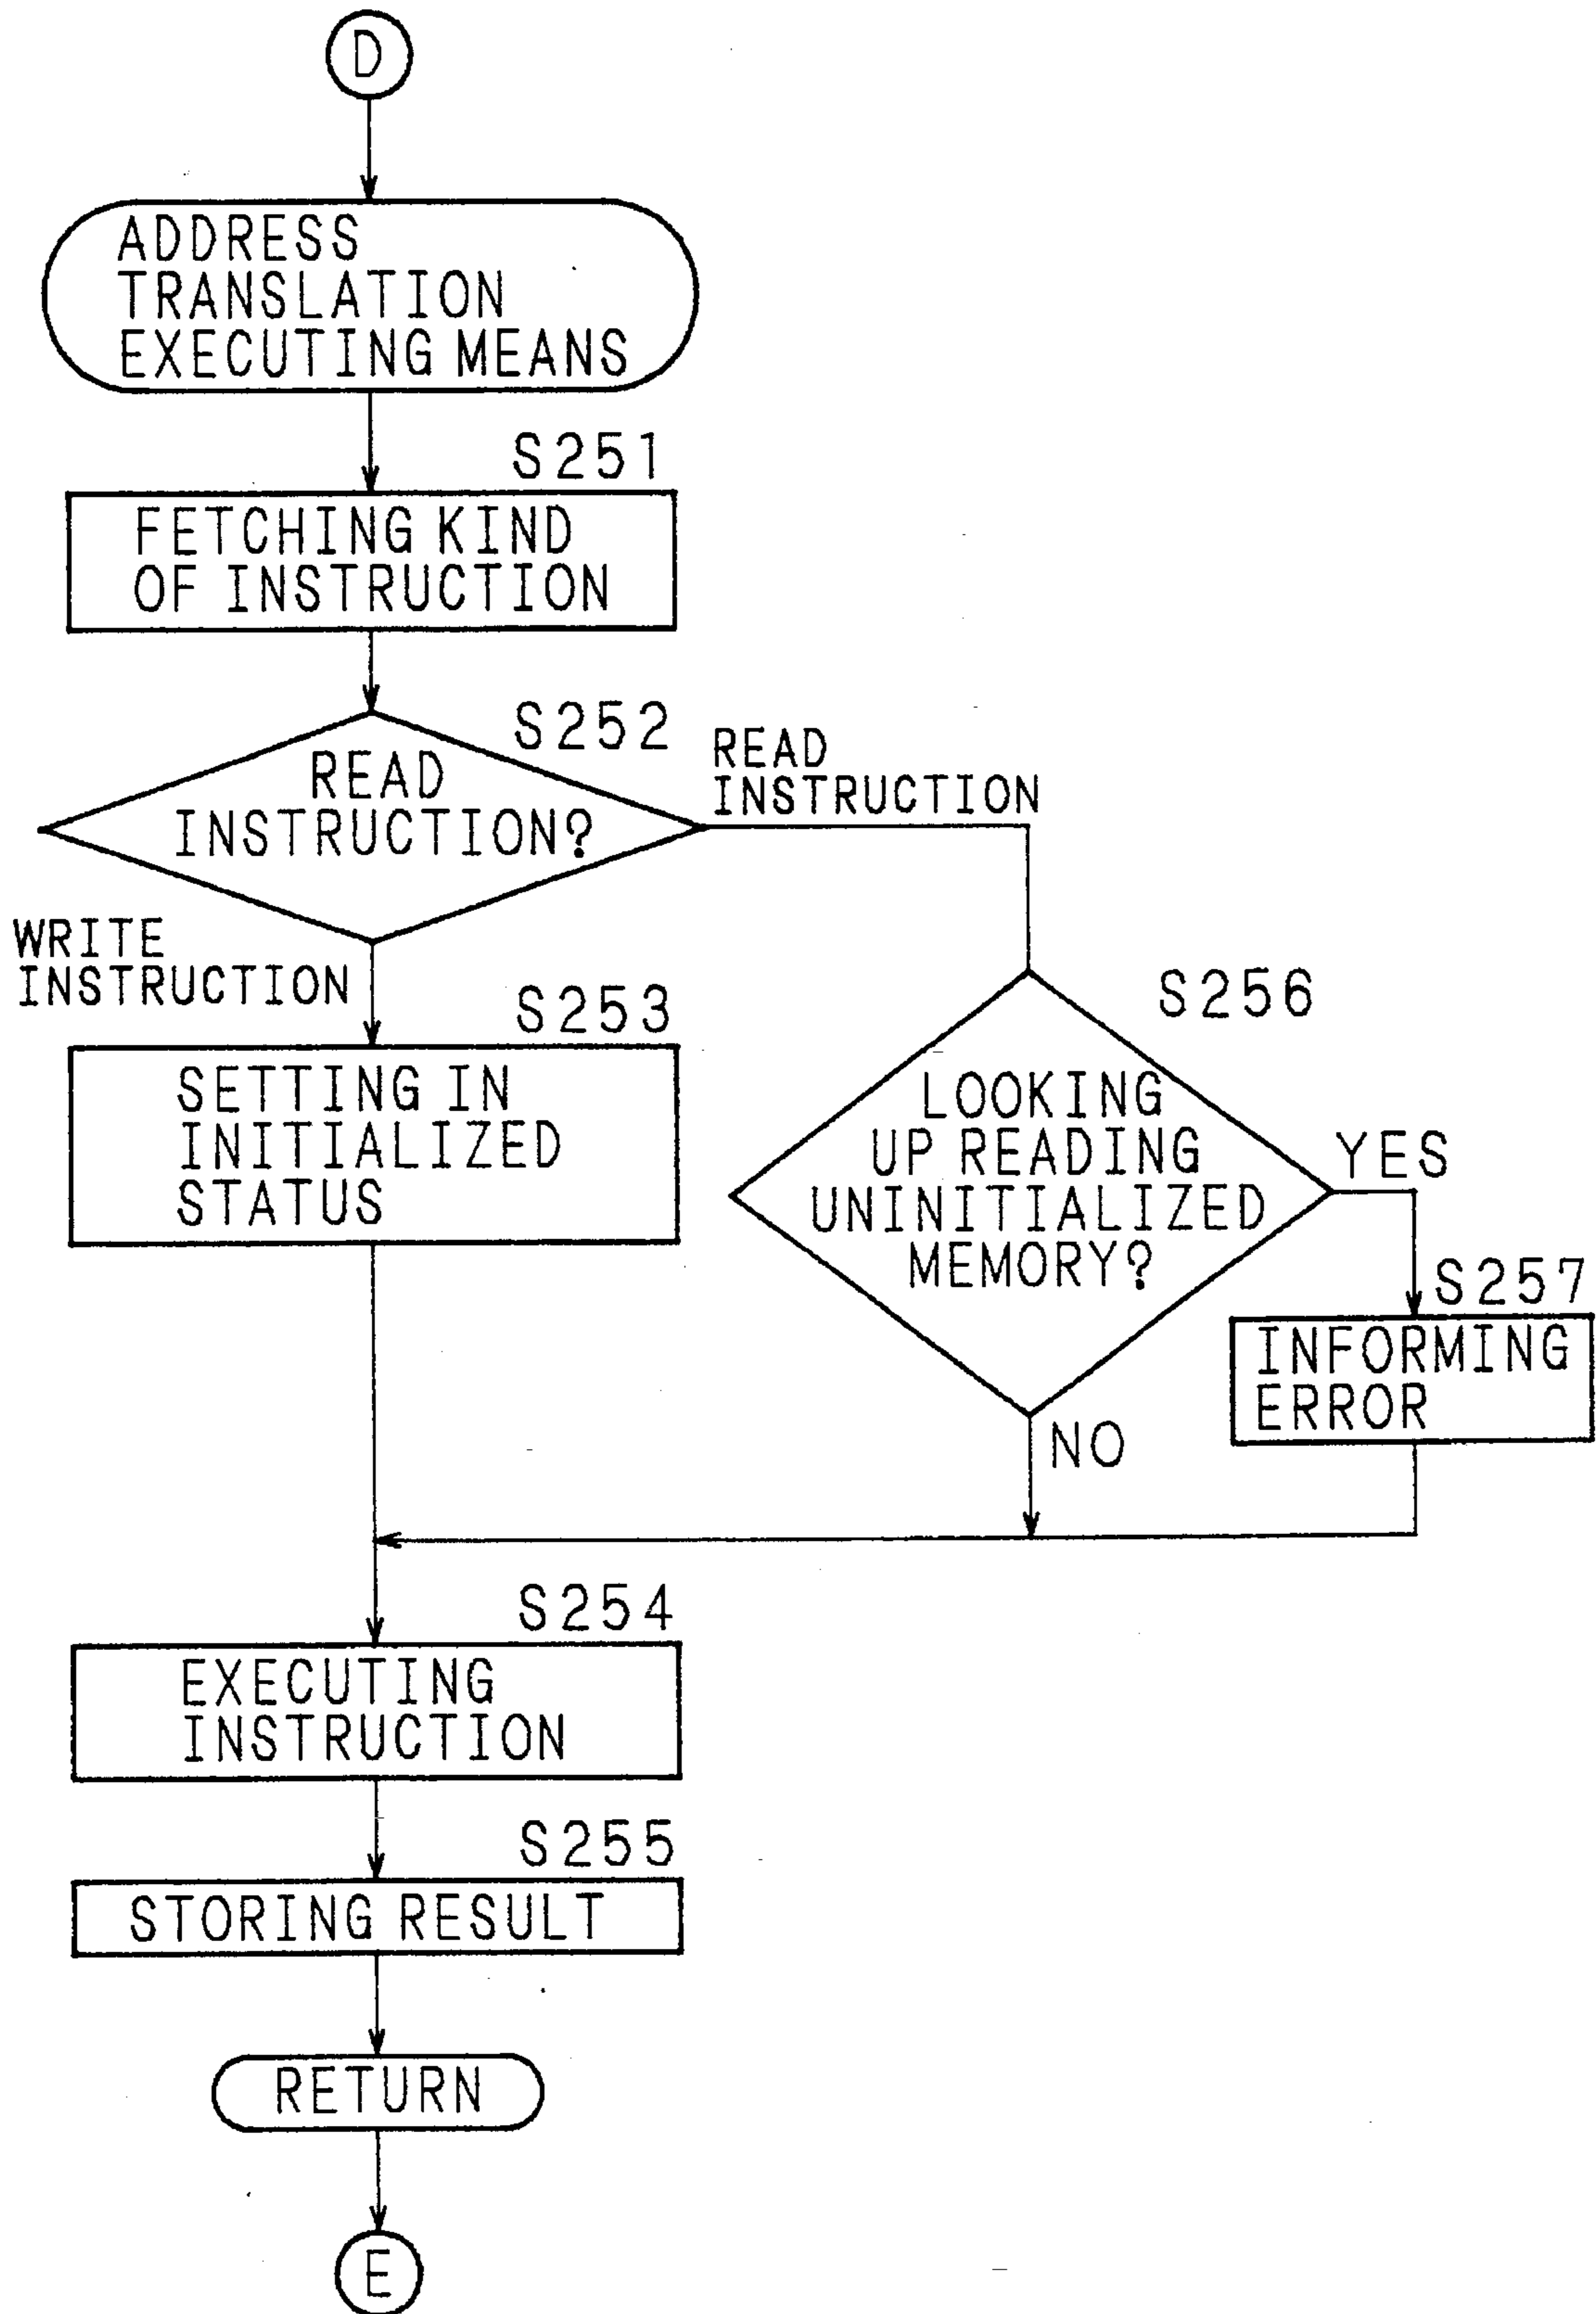 D
ADDRESS
TRANSLATION
EXECUTING MEANS
S251
FETCHING KIND
OF INSTRUCTION
S252
READ
INSTRUCTION?
READ
INSTRUCTION
WRITE
INSTRUCTION
S253
SETTING IN
INITIALIZED
STATUS
S256
LOOKING
UP READING
UNINITIALIZED
MEMORY?
YES
S257
INFORMING
ERROR
NO
S254
EXECUTING
INSTRUCTION
S255
STORING RESULT
RETURN
E